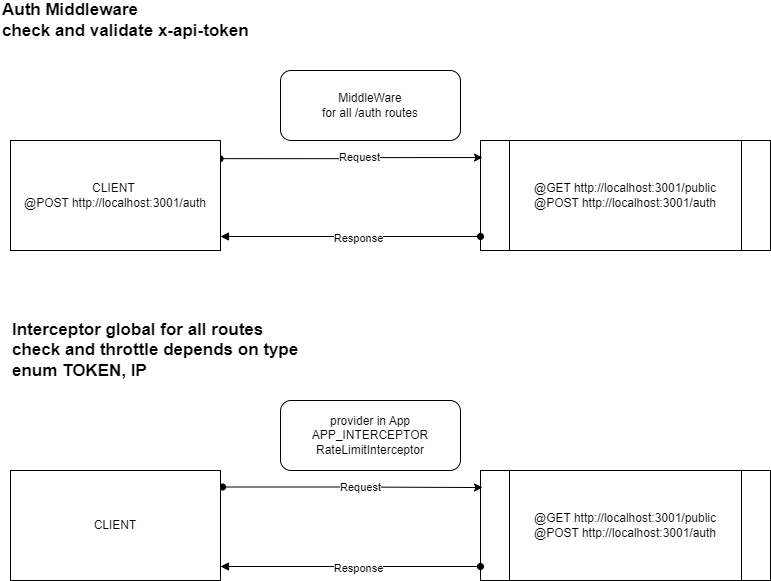 Auth Middleware
check and validate x-api-token
MiddleWare
for all /auth routes
Request
CLIENT
@POST http://localhost:3001/auth
@GET http://localhost:3001/public
@POST http://localhost:3001/auth
Response
Interceptor global for all routes
check and throttle depends on type
enum TOKEN, IP
provider in App
APP_INTERCEPTOR
RateLimitInterceptor
Request
CLIENT
@GET http://localhost:3001/public
@POST http://localhost:3001/auth
Response